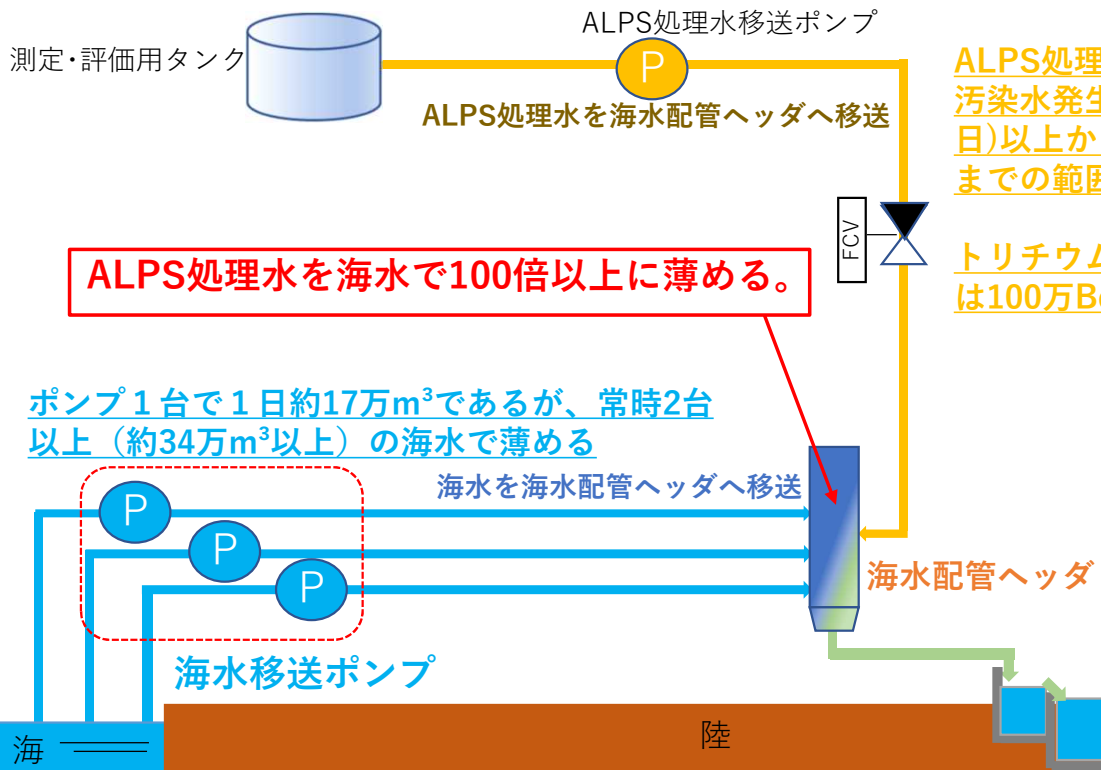 ALPS処理水移送ポンプ
測定・評価用タンク
P
ALPS処理水を海水配管ヘッダへ移送
ALPS処理
汚染水発生
日)以上か
までの範囲
FCV
トリチウム
は100万B
ALPS処理水を海水で100倍以上に薄める。
ポンプ1台で1日約17万m³であるが、常時2台
以上（約34万m³以上）の海水で薄める
海水を海水配管ヘッダへ移送
P
P
P
海水配管ヘッダ
海水移送ポンプ
海
陸